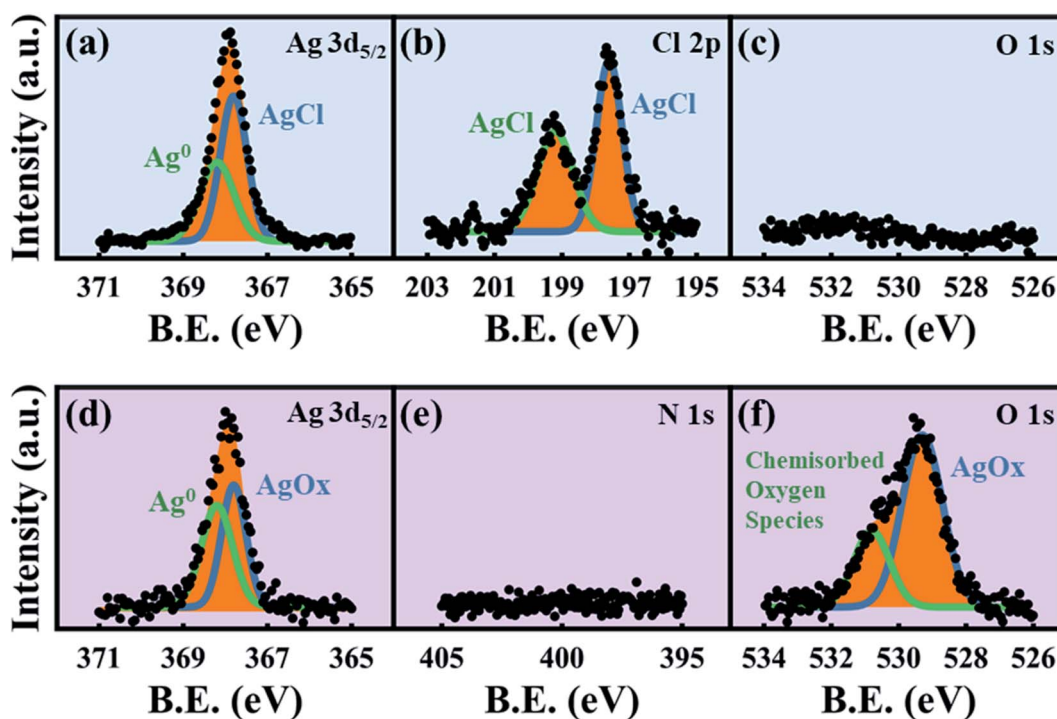 Intensity (a.u.)
(a)
Ag 3d5/2
AgCl
Ag0
371 369 367 365
B.E. (eV)
(b)
Cl 2p
AgCl
AgCl
203 201 199 197 195
B.E. (eV)
(c)
O 1s
534 532 530 528 526
B.E. (eV)
Intensity (a.u.)
(d)
Ag 3d5/2
Ag0
AgOx
371 369 367 365
B.E. (eV)
(e)
N 1s
405 400 395
B.E. (eV)
(f)
O 1s
Chemisorbed
Oxygen
Species
AgOx
534 532 530 528 526
B.E. (eV)